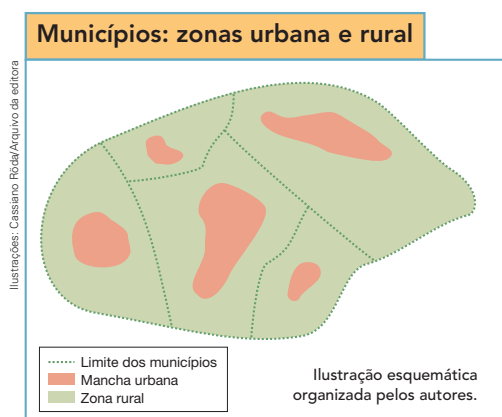 Municípios: zonas urbana e rural
Ilustrações: Cassiano Röda/Arquivo da editora
Limite dos municípios
Mancha urbana
Zona rural
Ilustração esquemática
organizada pelos autores.